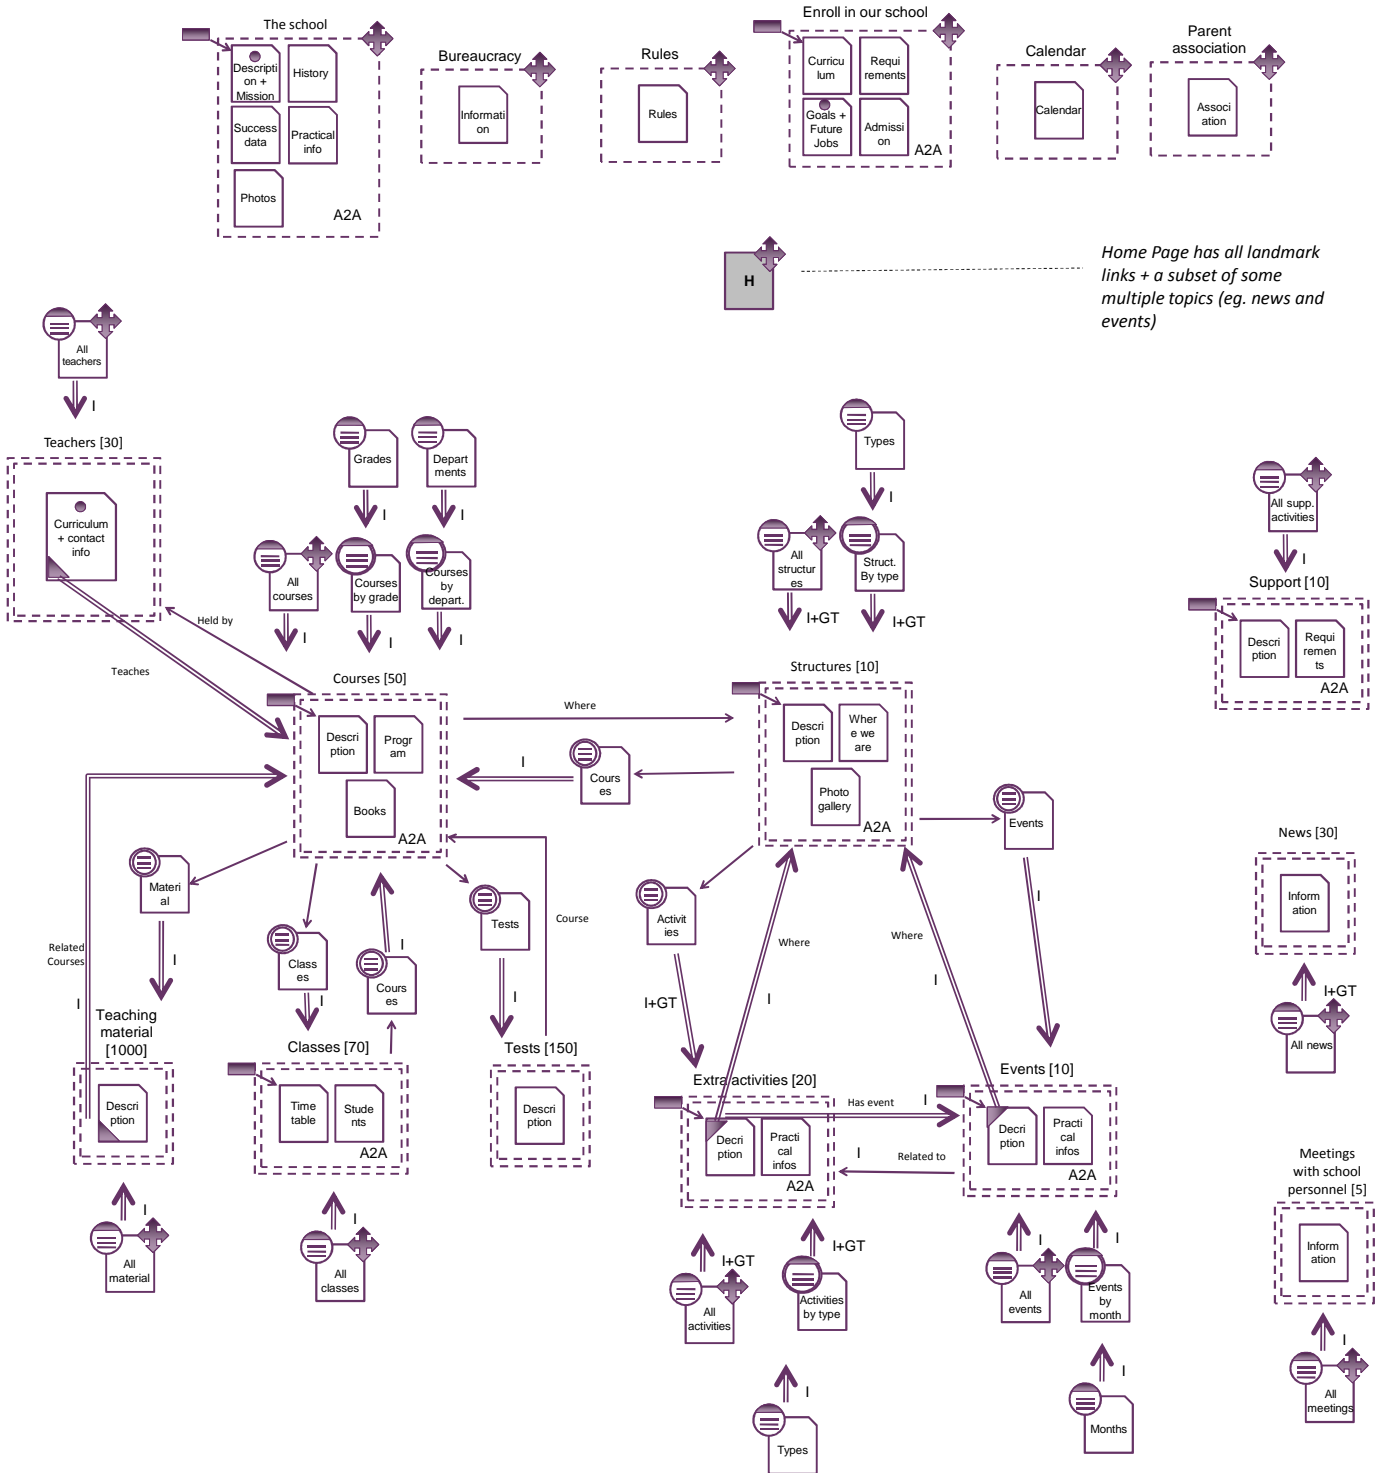 The school
Descripti
on +
Mission
History
Success
data
Practical
info
Photos
A2A
Bureaucracy
Informati
on
Rules
Rules
Enroll in our school
Curricu
lum
Requi
rements
Goals +
Future
Jobs
Admissi
on
A2A
Calendar
Calendar
Parent
association
Associ
ation
H
Home Page has all landmark
links + a subset of some
multiple topics (eg. news and
events)
All
teachers
I
Teachers [30]
Curriculum
+ contact
info
Held by
Teaches
Grades
I
Depart
ments
I
All
courses
I
Courses
by grade
I
Courses
by
depart.
I
Types
I
All
structur
es
I+GT
Struct.
By type
I+GT
All supp.
activities
I
Support [10]
Descri
ption
Requi
remen
ts
A2A
Courses [50]
Descri
ption
Progr
am
Books
A2A
Where
I
Cours
es
Structures [10]
Descri
ption
Wher
e we
are
Photo
gallery
A2A
Events
I
News [30]
Inform
ation
I+GT
All news
Materi
al
I
Related
Courses
I
Class
es
I
Cours
es
I
Tests
I
Course
Activit
ies
I+GT
Where
I
Where
I
Teaching
material
[1000]
Descri
ption
I
All
material
Classes [70]
Time
table
Stude
nts
A2A
I
All
classes
Tests [150]
Descri
ption
Extra activities [20]
Decri
ption
Practi
cal
infos
A2A
Has event
I
Related to
I
Events [10]
Decri
ption
Practi
cal
infos
A2A
I+GT
All
activities
I+GT
Activities
by type
I
Types
I
All
events
I
Events
by
month
I
Months
Meetings
with school
personnel [5]
Inform
ation
I
All
meetings